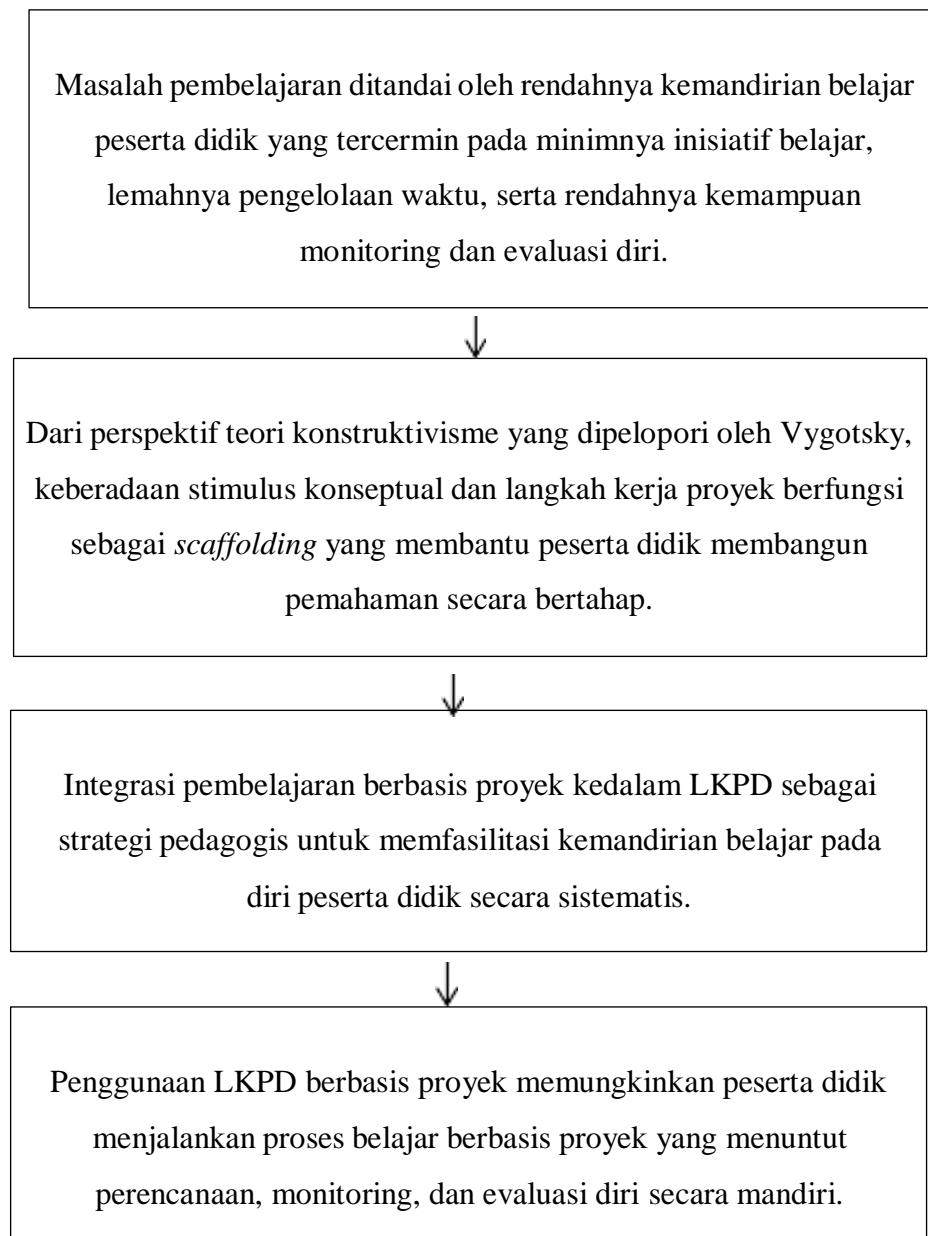 Masalah pembelajaran ditandai oleh rendahnya kemandirian belajar
peserta didik yang tercermin pada minimnya inisiatif belajar,
lemahnya pengelolaan waktu, serta rendahnya kemampuan
monitoring dan evaluasi diri.
Dari perspektif teori konstruktivisme yang dipelopori oleh Vygotsky,
keberadaan stimulus konseptual dan langkah kerja proyek berfungsi
sebagai scaffolding yang membantu peserta didik membangun
pemahaman secara bertahap.
Integrasi pembelajaran berbasis proyek kedalam LKPD sebagai
strategi pedagogis untuk memfasilitasi kemandirian belajar pada
diri peserta didik secara sistematis.
Penggunaan LKPD berbasis proyek memungkinkan peserta didik
menjalankan proses belajar berbasis proyek yang menuntut
perencanaan, monitoring, dan evaluasi diri secara mandiri.